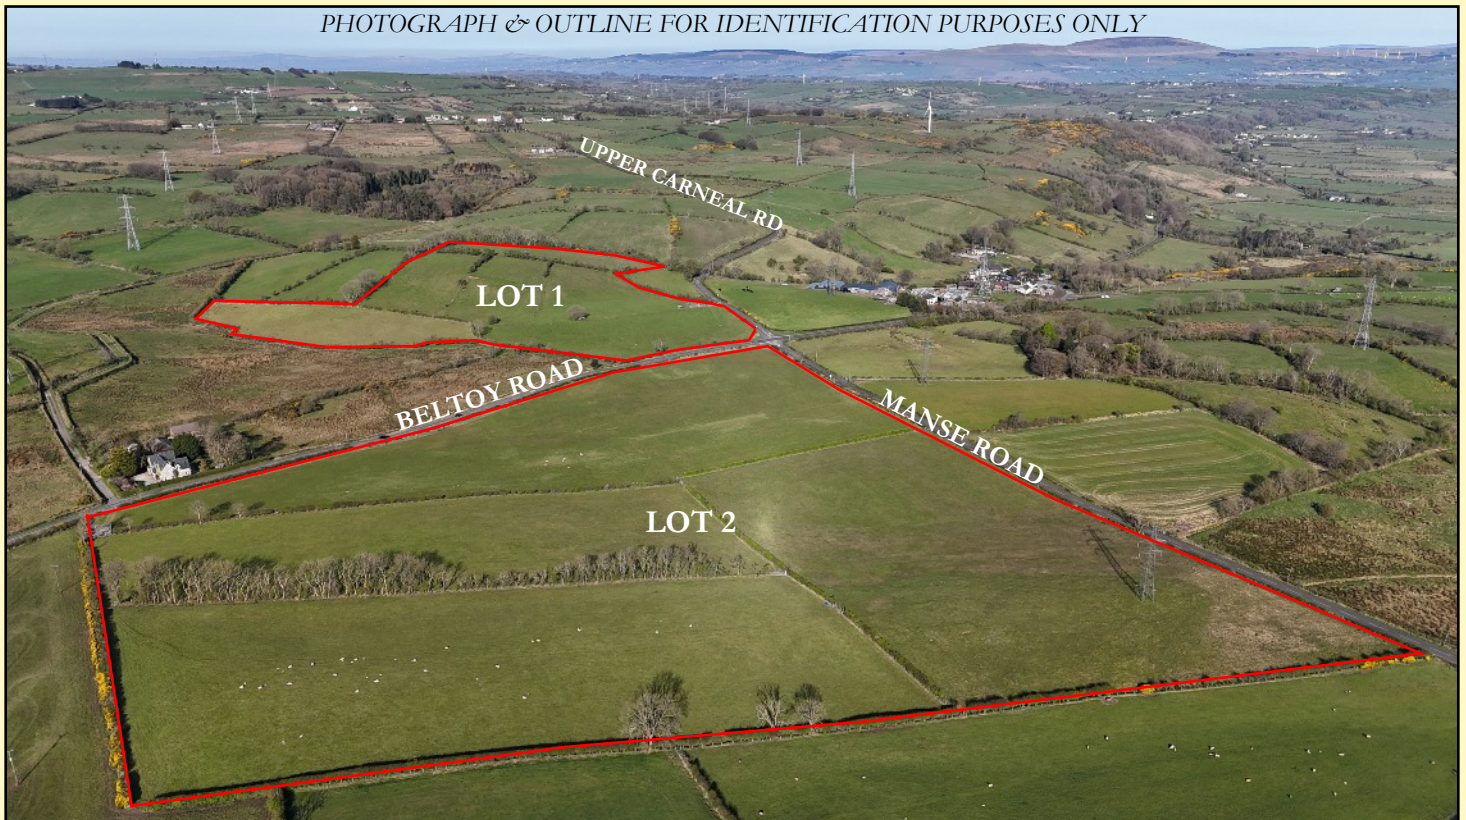 PHOTOGRAPH & OUTLINE FOR IDENTIFICATION PURPOSES ONLY
UPPER CARNEAL RD
LOT 1
BELTOY ROAD
MANSE ROAD
LOT 2